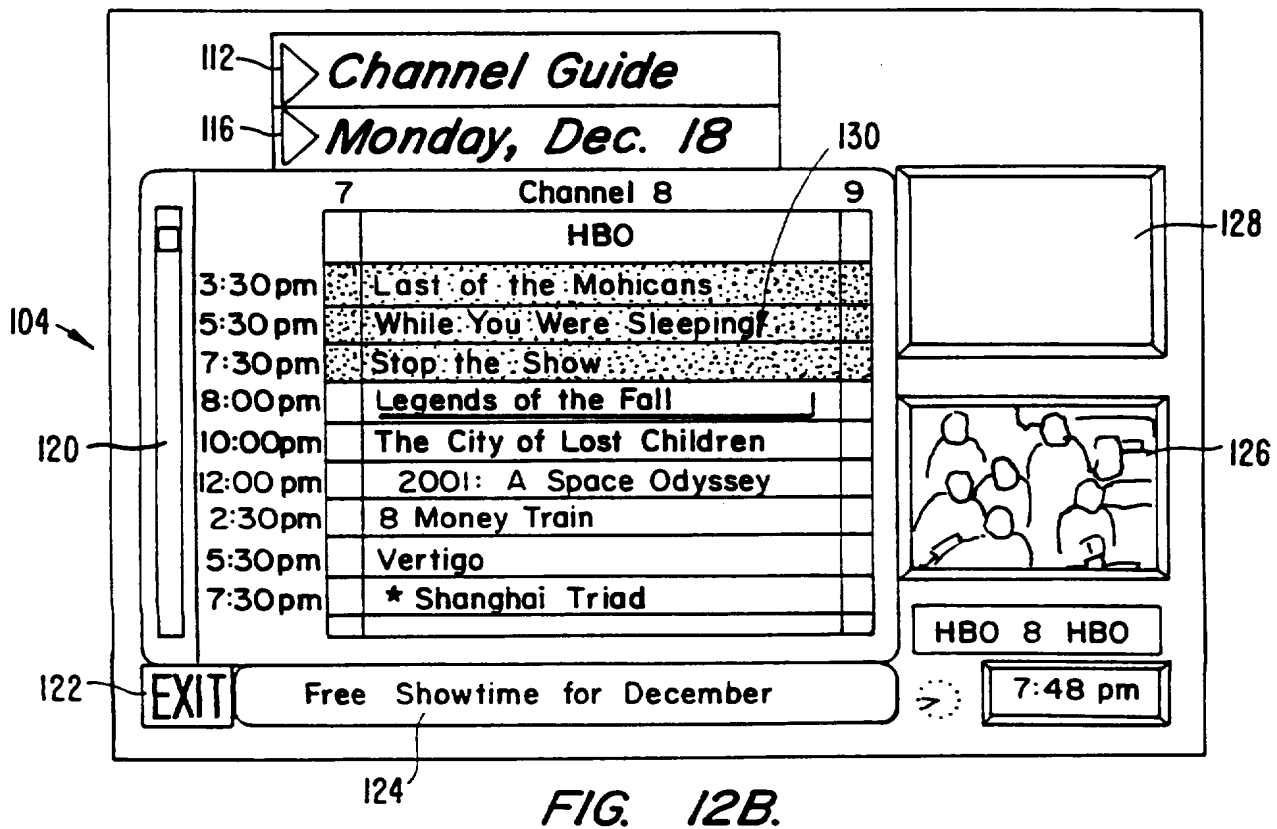 112
Channel Guide
116
Monday, Dec. 18
130
7 Channel 8 9
HBO
128
3:30pm Last of the Mohicans
104
5:30pm While You Were Sleeping
7:30pm Stop the Show
8:00pm Legends of the Fall
120
10:00pm The City of Lost Children
126
12:00 pm 2001: A Space Odyssey
2:30pm 8 Money Train
5:30pm Vertigo
7:30pm * Shanghai Triad
HBO 8 HBO
122
EXIT Free Showtime for December
7:48 pm
124
FIG. 12B.